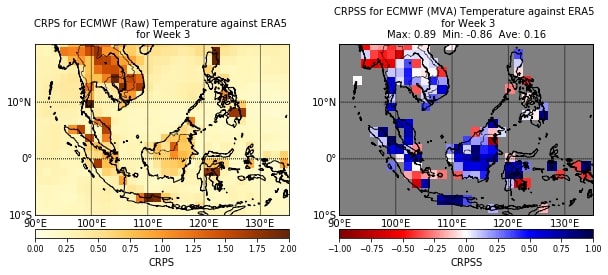 CRPS for ECMWF (Raw) Temperature against ERA5
for Week 3
10°N
0°
10°S
90°E 100°E 110°E 120°E 130°E
0.00 0.25 0.50 0.75 1.00 1.25 1.50 1.75 2.00
CRPS
CRPSS for ECMWF (MVA) Temperature against ERA5
for Week 3
Max: 0.89 Min: -0.86 Ave: 0.16
10°N
0°
10°S
90°E 100°E 110°E 120°E 130°E
−1.00 −0.75 −0.50 −0.25 0.00 0.25 0.50 0.75 1.00
CRPSS